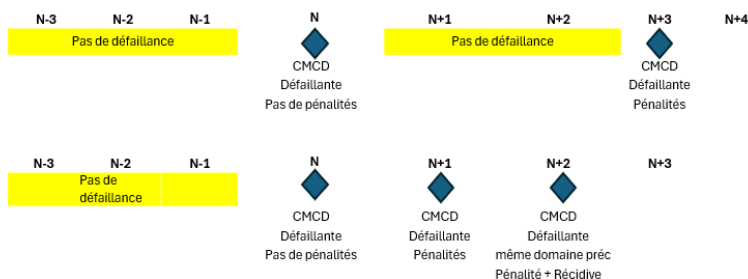 N-3 N-2 N-1 N N+1 N+2 N+3 N+4
Pas de défaillance Pas de défaillance
CMCD CMCD
Défaillante Défaillante
Pas de pénalités Pénalités
N-3 N-2 N-1 N N+1 N+2 N+3
Pas de
défaillance
CMCD CMCD CMCD
Défaillante Défaillante Défaillante
Pas de pénalités Pénalités même domaine préc
Pénalité + Récidive